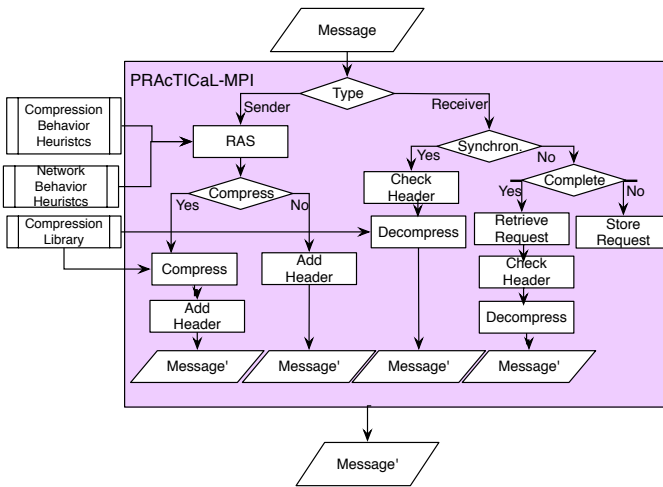 Message
PRAcTICaL-MPI
Type
Sender
Receiver
Compression
Behavior
Heuristcs
RAS
Synchron.
Yes
No
Network
Behavior
Heuristcs
Check
Header
Complete
Compress
Yes
No
Yes
No
Compression
Library
Decompress
Retrieve
Request
Store
Request
Compress
Add
Header
Check
Header
Add
Header
Decompress
Message'
Message'
Message'
Message'
Message'